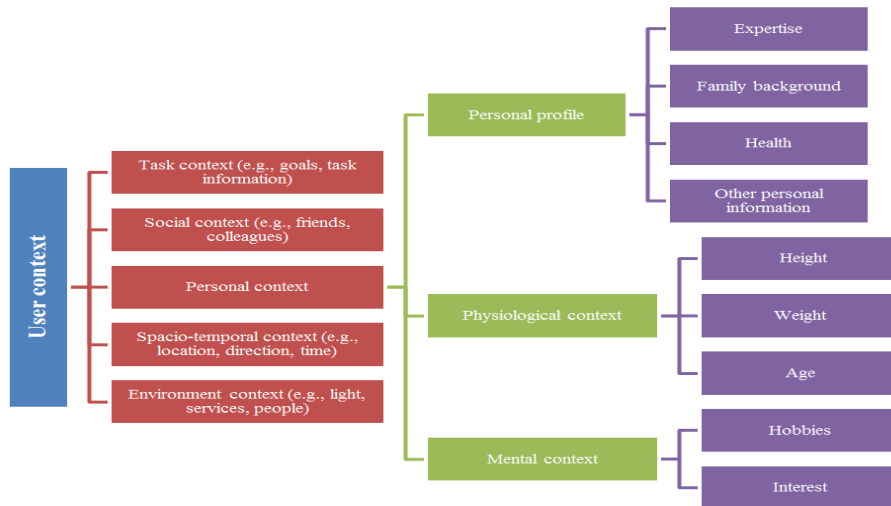 User context
Task context (e.g., goals, task
information)
Social context (e.g., friends,
colleagues)
Personal context
Spacio-temporal context (e.g.,
location, direction, time)
Environment context (e.g., light,
services, people)
Personal profile
Physiological context
Mental context
Expertise
Family background
Health
Other personal
information
Height
Weight
Age
Hobbies
Interest